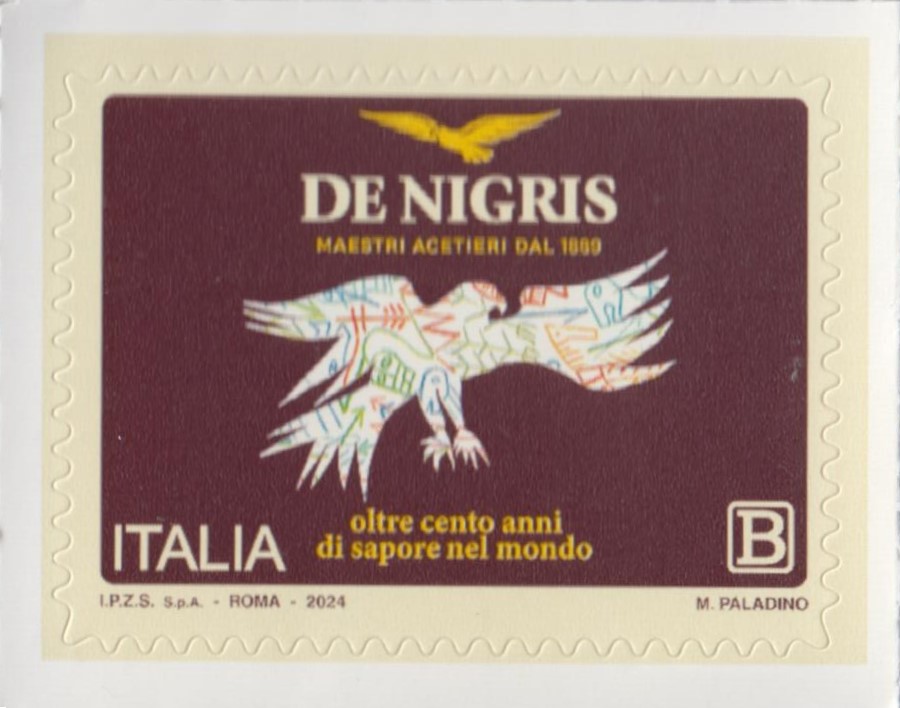 DE NIGRIS
MAESTRI ACETIERI DAL 1889
oltre cento anni
di sapore nel mondo
ITALIA
B
I.P.Z.S. S.p.A. - ROMA - 2024
M. PALADINO